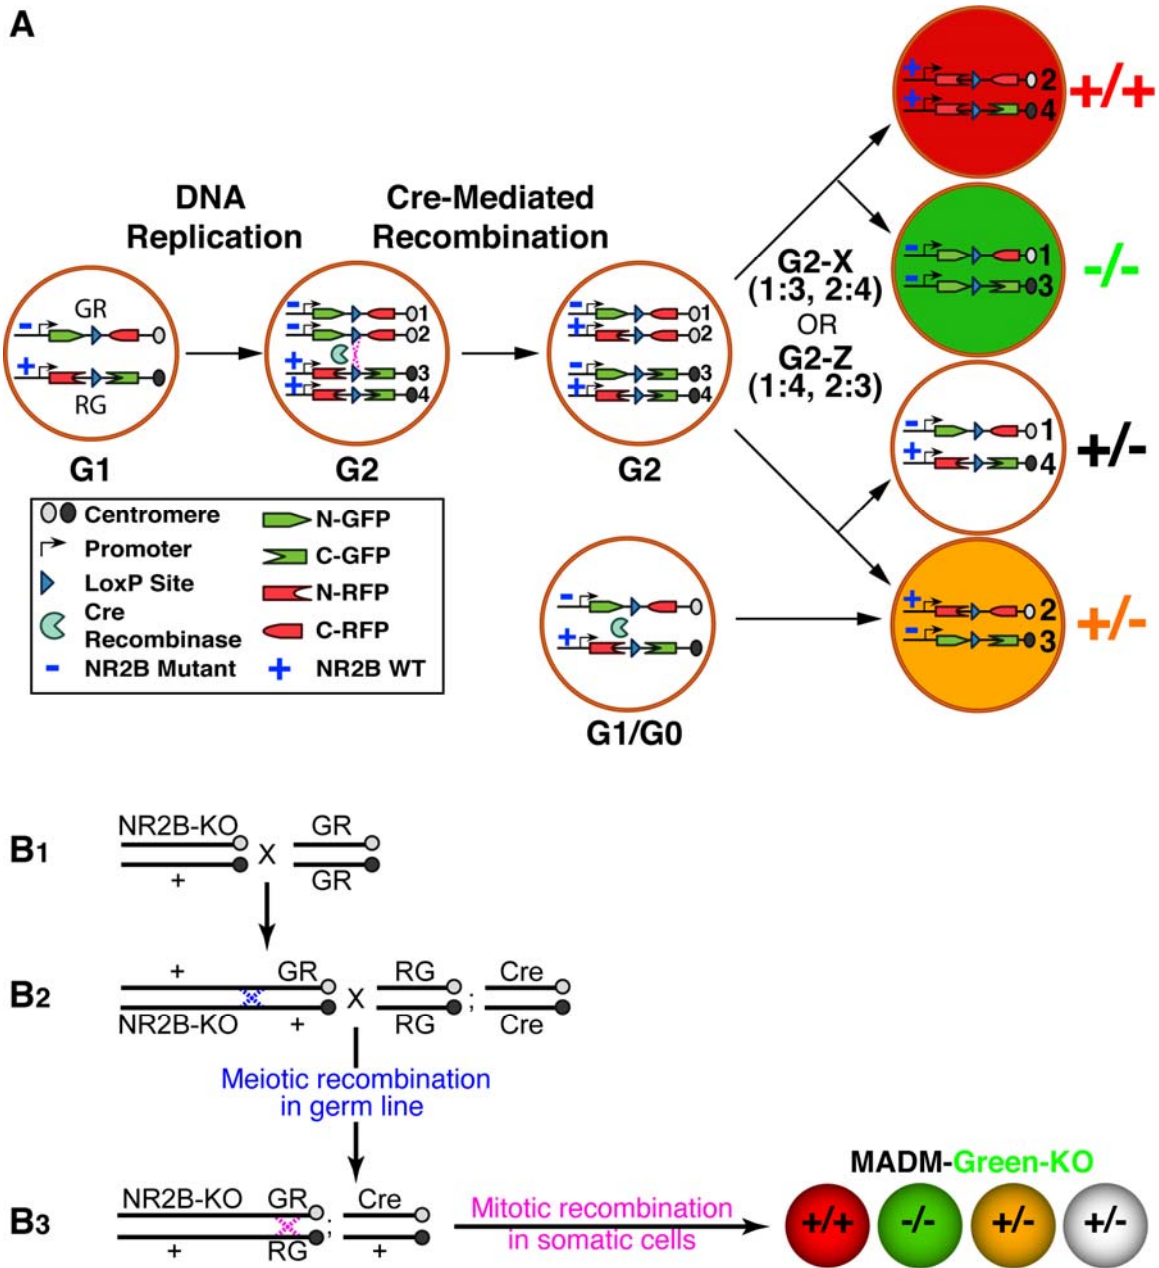 A
DNA
Replication
Cre-Mediated
Recombination
- GR
+ RG
G1
- 1
- 2
+ 3
+ 4
G2
- 1
+ 2
- 3
+ 4
G2
G2-X
(1:3, 2:4)
OR
G2-Z
(1:4, 2:3)
+ 2
+ 4
+/+
- 1
- 3
-/-
- 1
+ 4
+/-
+ 2
- 3
+/-
-
+
G1/G0
Centromere
Promoter
LoxP Site
Cre
Recombinase
- NR2B Mutant
N-GFP
C-GFP
N-RFP
C-RFP
+ NR2B WT
B1
NR2B-KO GR
X
+ GR
B2
+ GR RG Cre
X ;
NR2B-KO + RG Cre
Meiotic recombination
in germ line
B3
NR2B-KO GR Cre
;
+ RG +
Mitotic recombination
in somatic cells
MADM-Green-KO
+/+ -/- +/- +/-